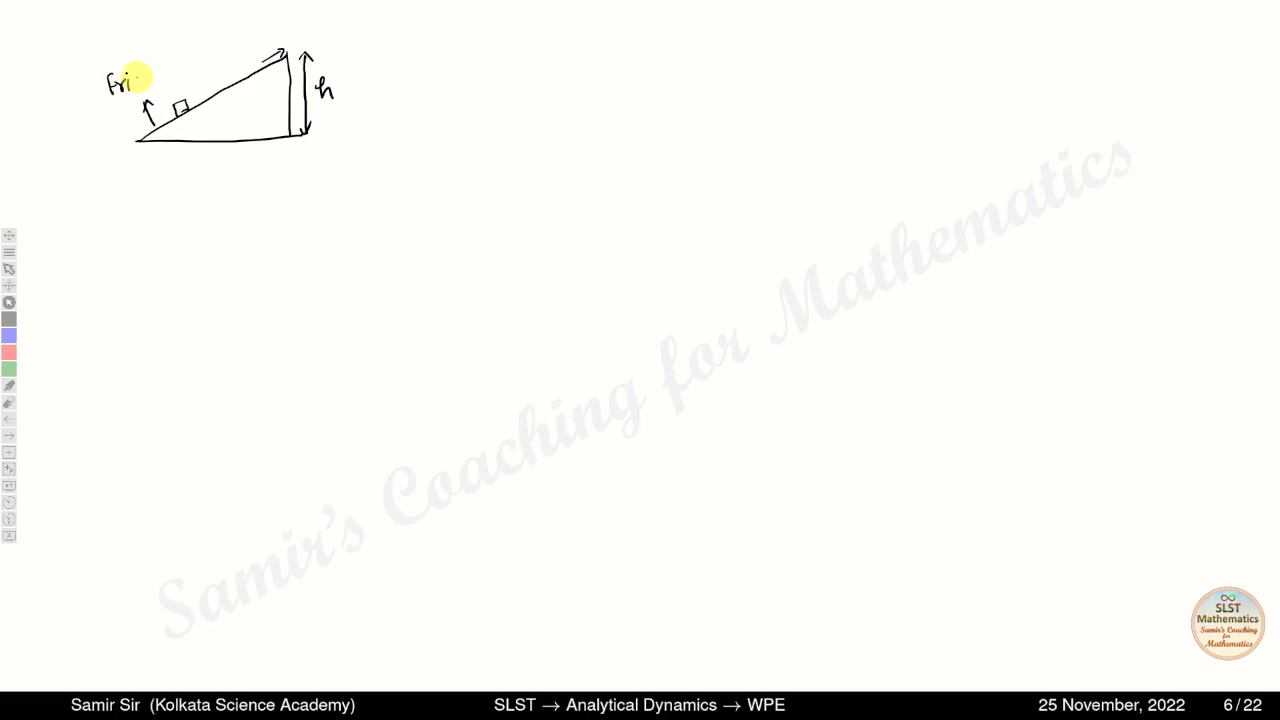 Fri
h
Samir's Coaching for Mathematics
SLST
Mathematics
Samir's Coaching
for
Mathematics
Samir Sir (Kolkata Science Academy)
SLST → Analytical Dynamics → WPE
25 November, 2022
6 / 22